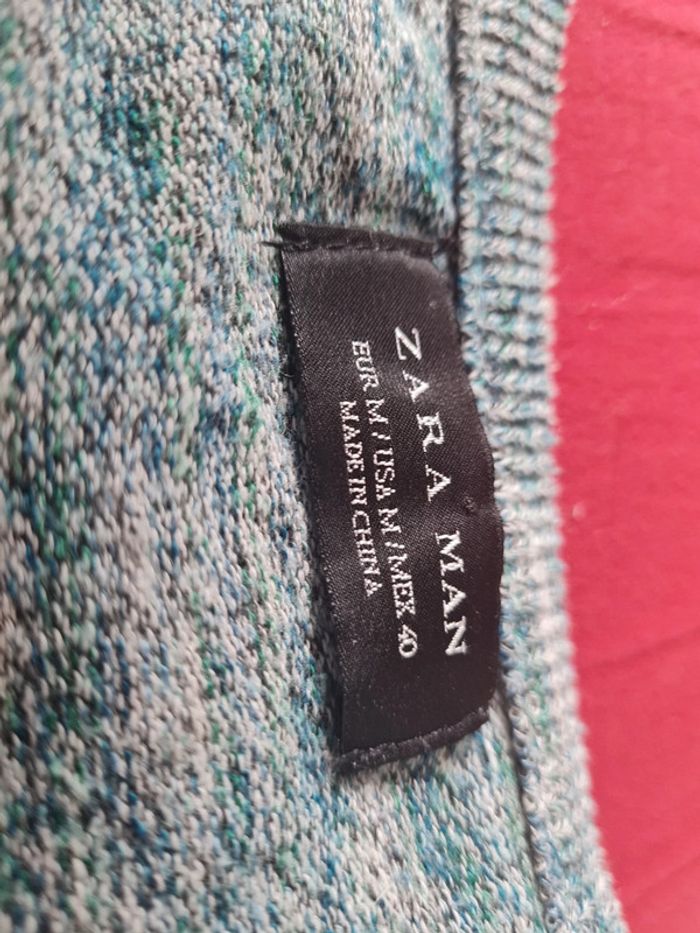 ZARA MAN
EUR M / USA M / MEX 40
MADE IN CHINA